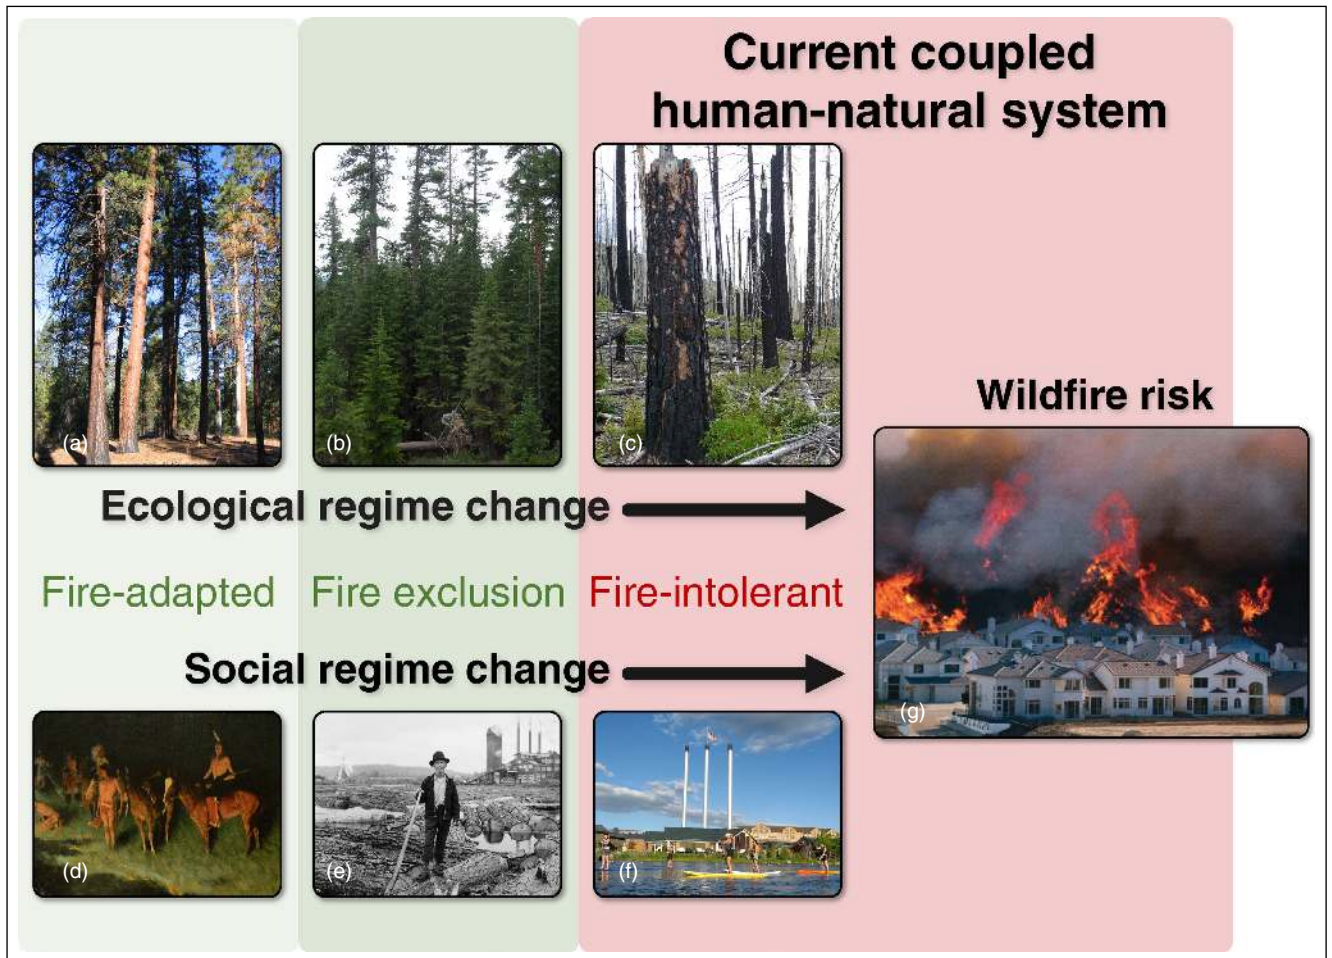 Current coupled
human-natural system
(a)
(b)
(c)
Wildfire risk
Ecological regime change
Fire-adapted
Fire exclusion
Fire-intolerant
Social regime change
(g)
(d)
(e)
(f)